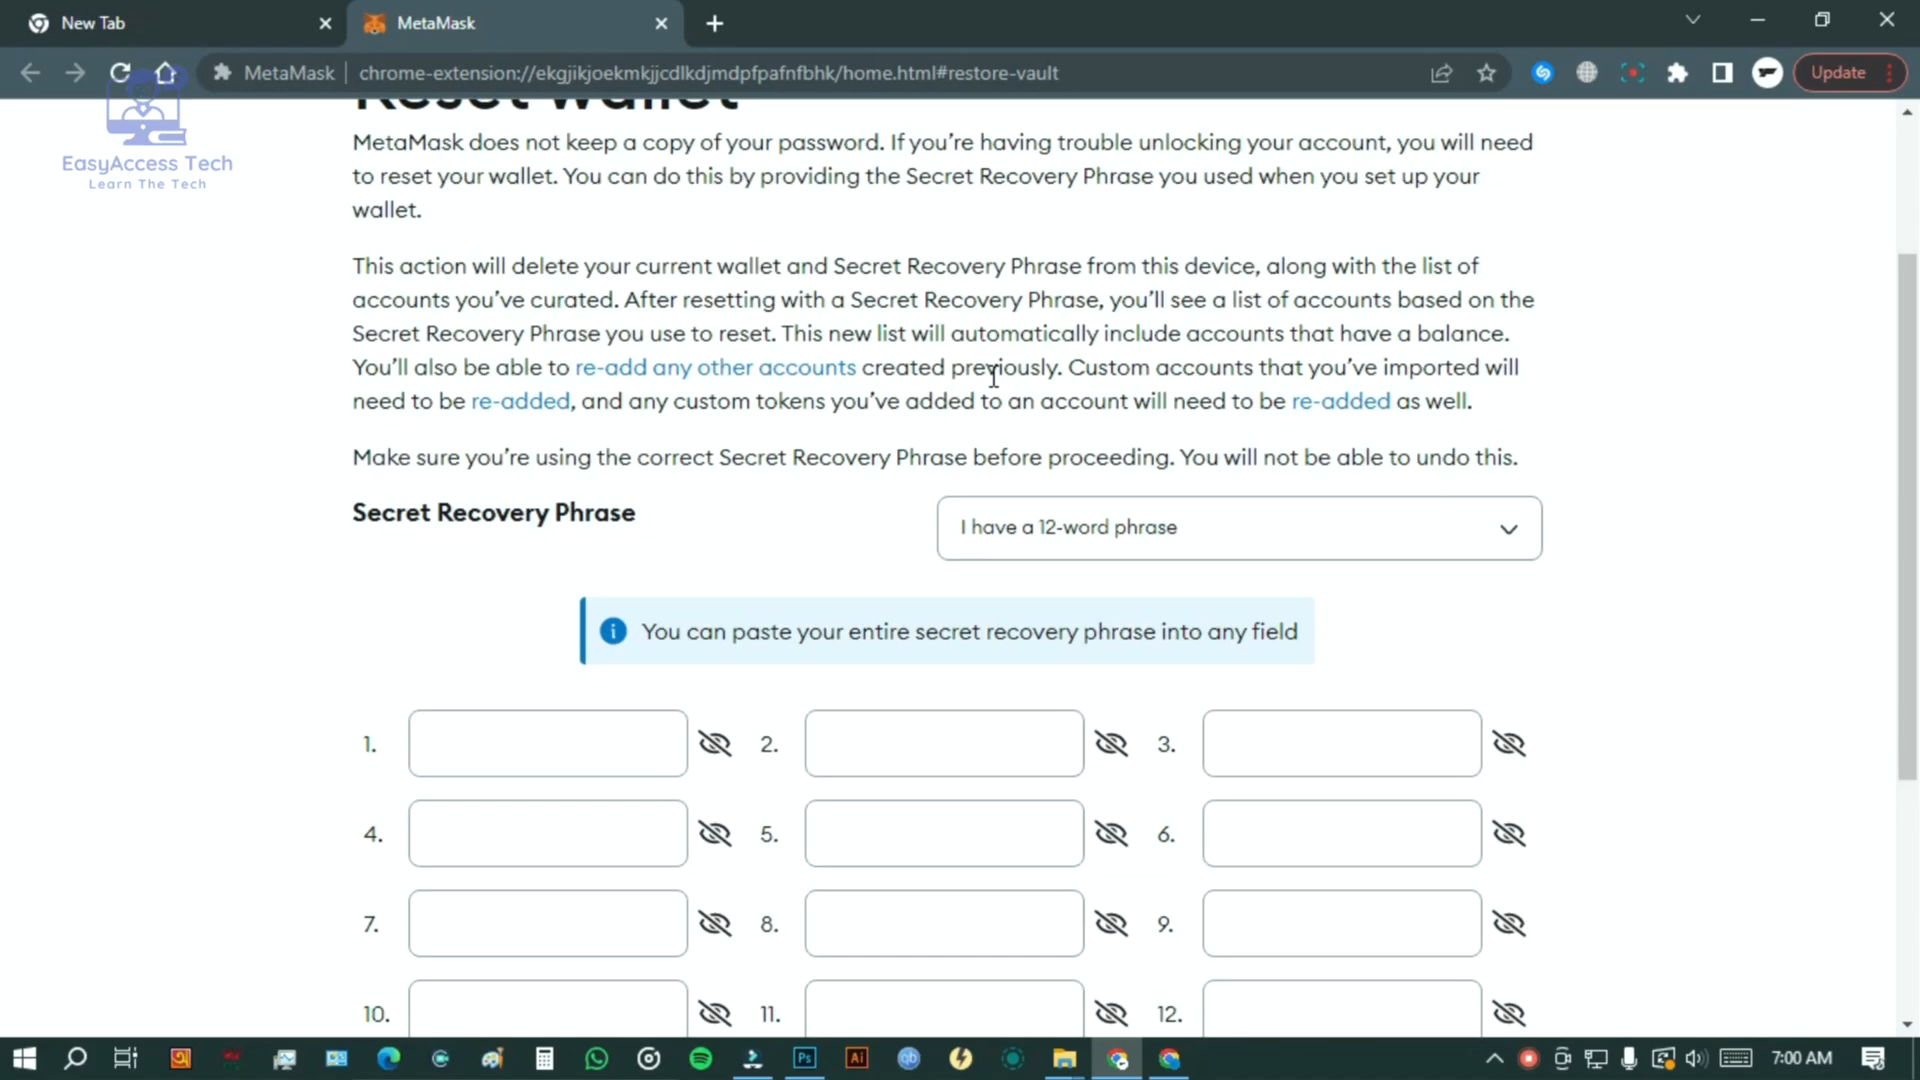 New Tab
MetaMask
MetaMask
chrome-extension://ekgjikjoekmkjjcdlkdjmdpfpafnfbhk/home.html#restore-vault
Update
EasyAccess Tech
Learn The Tech
Reset wallet
MetaMask does not keep a copy of your password. If you’re having trouble unlocking your account, you will need
to reset your wallet. You can do this by providing the Secret Recovery Phrase you used when you set up your
wallet.
This action will delete your current wallet and Secret Recovery Phrase from this device, along with the list of
accounts you’ve curated. After resetting with a Secret Recovery Phrase, you’ll see a list of accounts based on the
Secret Recovery Phrase you use to reset. This new list will automatically include accounts that have a balance.
You’ll also be able to re-add any other accounts created previously. Custom accounts that you’ve imported will
need to be re-added, and any custom tokens you’ve added to an account will need to be re-added as well.
Make sure you’re using the correct Secret Recovery Phrase before proceeding. You will not be able to undo this.
Secret Recovery Phrase
I have a 12-word phrase
You can paste your entire secret recovery phrase into any field
1. 2. 3.
4. 5. 6.
7. 8. 9.
10. 11. 12.
Ps
Ai
qb
7:00 AM